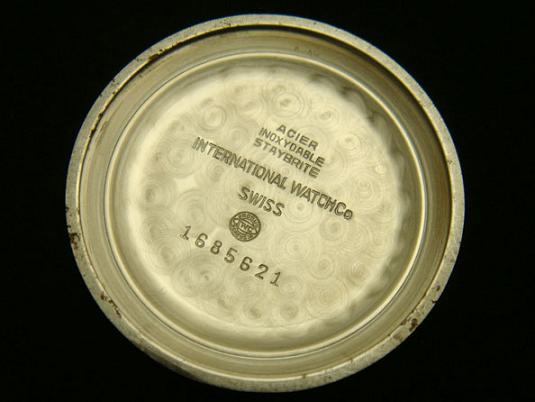 ACIER
INOXYDABLE
STAYBRITE
INTERNATIONAL WATCH Co
SWISS
1685621